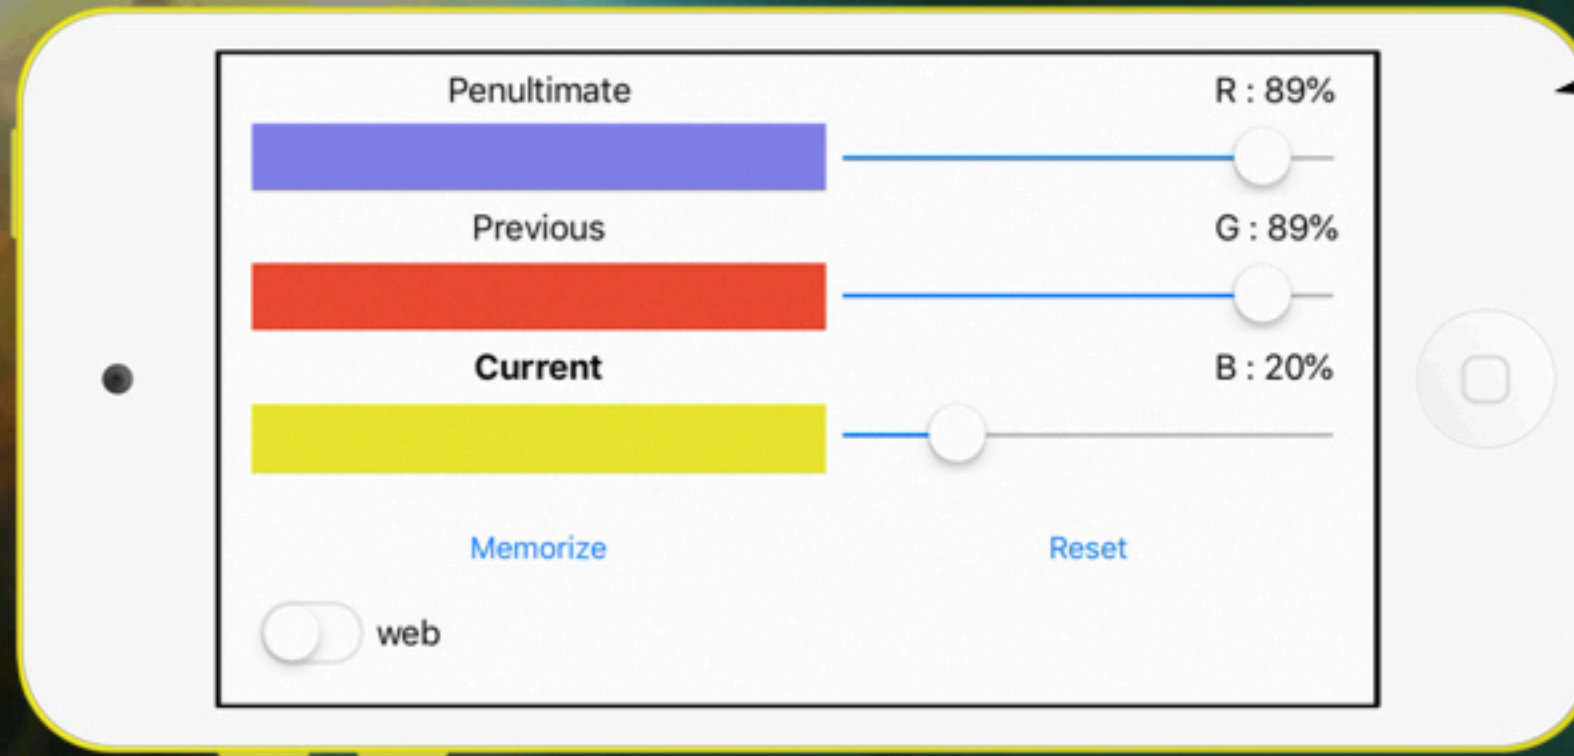 Penultimate
R : 89%
Previous
G : 89%
Current
B : 20%
Memorize
Reset
web